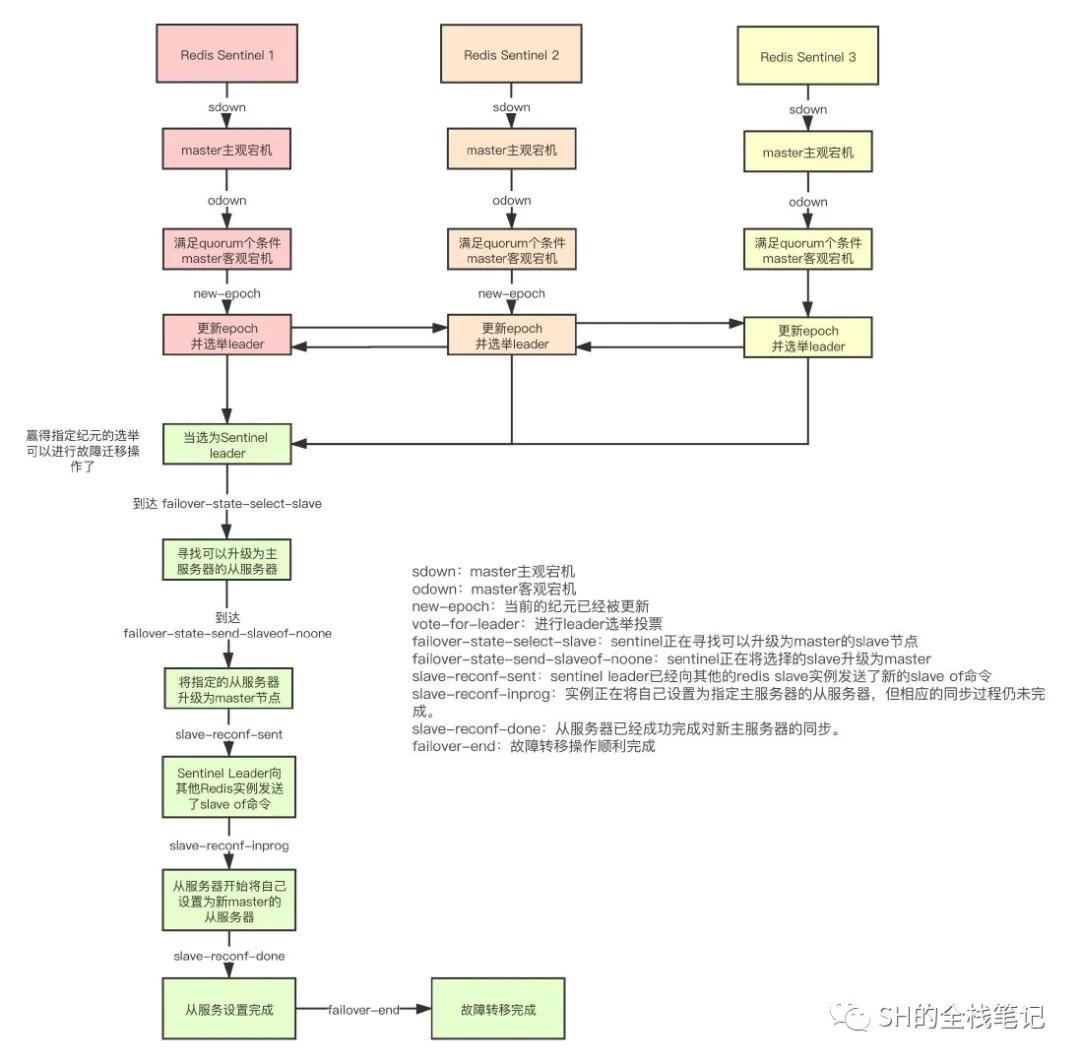 Redis Sentinel 1
Redis Sentinel 2
Redis Sentinel 3
sdown
sdown
sdown
master主观宕机
master主观宕机
master主观宕机
odown
odown
odown
满足quorum个条件
master客观宕机
满足quorum个条件
master客观宕机
满足quorum个条件
master客观宕机
new-epoch
new-epoch
更新epoch
并选举leader
更新epoch
并选举leader
更新epoch
并选举leader
赢得指定纪元的选举
可以进行故障迁移操
作了
当选为Sentinel
leader
到达 failover-state-select-slave
寻找可以升级为主
服务器的从服务器
到达
failover-state-send-slaveof-noone
将指定的从服务器
升级为master节点
slave-reconf-sent
Sentinel Leader向
其他Redis实例发送
了slave of命令
slave-reconf-inprog
从服务器开始将自己
设置为新master的
从服务器
slave-reconf-done
从服务设置完成
failover-end
故障转移完成
sdown：master主观宕机
odown：master客观宕机
new-epoch：当前的纪元已经被更新
vote-for-leader：进行leader选举投票
failover-state-select-slave：sentinel正在寻找可以升级为master的slave节点
failover-state-send-slaveof-noone：sentinel正在将选择的slave升级为master
slave-reconf-sent：sentinel leader已经向其他的redis slave实例发送了新的slave of命令
slave-reconf-inprog：实例正在将自己设置为指定主服务器的从服务器，但相应的同步过程仍未完
成。
slave-reconf-done：从服务器已经成功完成对新主服务器的同步。
failover-end：故障转移操作顺利完成
SH的全栈笔记